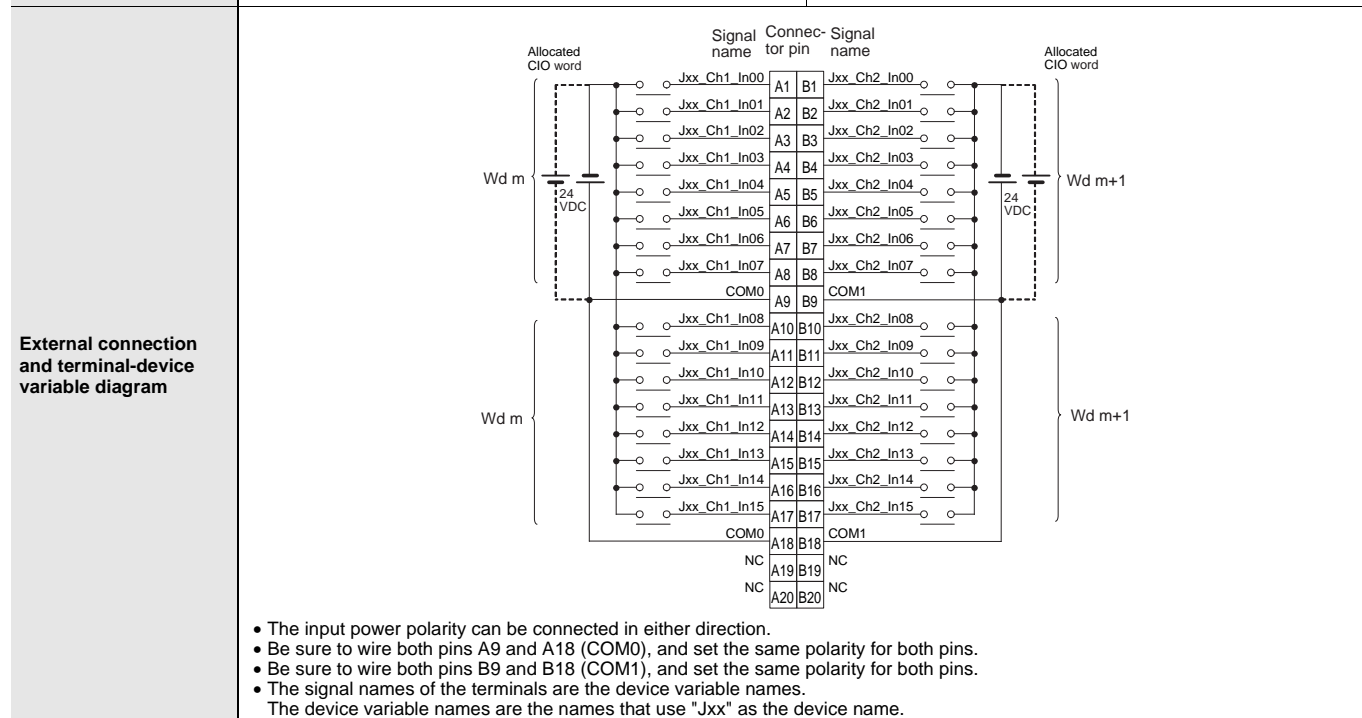 External connection
and terminal-device
variable diagram
Signal Connec- Signal
name tor pin name
Allocated
CIO word
Allocated
CIO word
Jxx_Ch1_In00 A1 B1 Jxx_Ch2_In00
Jxx_Ch1_In01 A2 B2 Jxx_Ch2_In01
Jxx_Ch1_In02 A3 B3 Jxx_Ch2_In02
Jxx_Ch1_In03 A4 B4 Jxx_Ch2_In03
Wd m
24
VDC
24
VDC
Wd m+1
Jxx_Ch1_In04 A5 B5 Jxx_Ch2_In04
Jxx_Ch1_In05 A6 B6 Jxx_Ch2_In05
Jxx_Ch1_In06 A7 B7 Jxx_Ch2_In06
Jxx_Ch1_In07 A8 B8 Jxx_Ch2_In07
COM0 A9 B9 COM1
Jxx_Ch1_In08 A10 B10 Jxx_Ch2_In08
Jxx_Ch1_In09 A11 B11 Jxx_Ch2_In09
Jxx_Ch1_In10 A12 B12 Jxx_Ch2_In10
Jxx_Ch1_In11 A13 B13 Jxx_Ch2_In11
Wd m
Wd m+1
Jxx_Ch1_In12 A14 B14 Jxx_Ch2_In12
Jxx_Ch1_In13 A15 B15 Jxx_Ch2_In13
Jxx_Ch1_In14 A16 B16 Jxx_Ch2_In14
Jxx_Ch1_In15 A17 B17 Jxx_Ch2_In15
COM0 A18 B18 COM1
NC A19 B19 NC
NC A20 B20 NC
• The input power polarity can be connected in either direction.
• Be sure to wire both pins A9 and A18 (COM0), and set the same polarity for both pins.
• Be sure to wire both pins B9 and B18 (COM1), and set the same polarity for both pins.
• The signal names of the terminals are the device variable names.
The device variable names are the names that use "Jxx" as the device name.